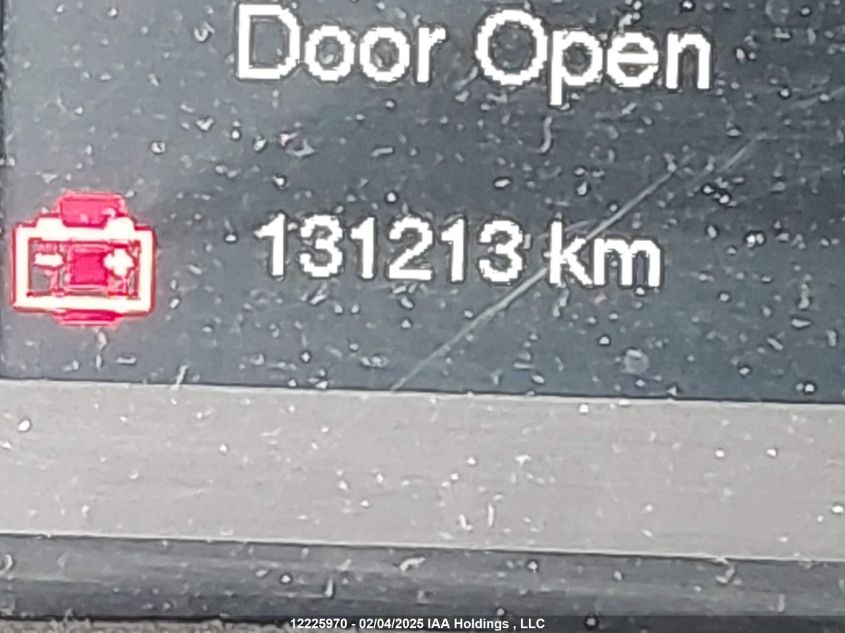 Door Open
131213 km
12225970 - 02/04/2025 IAA Holdings , LLC